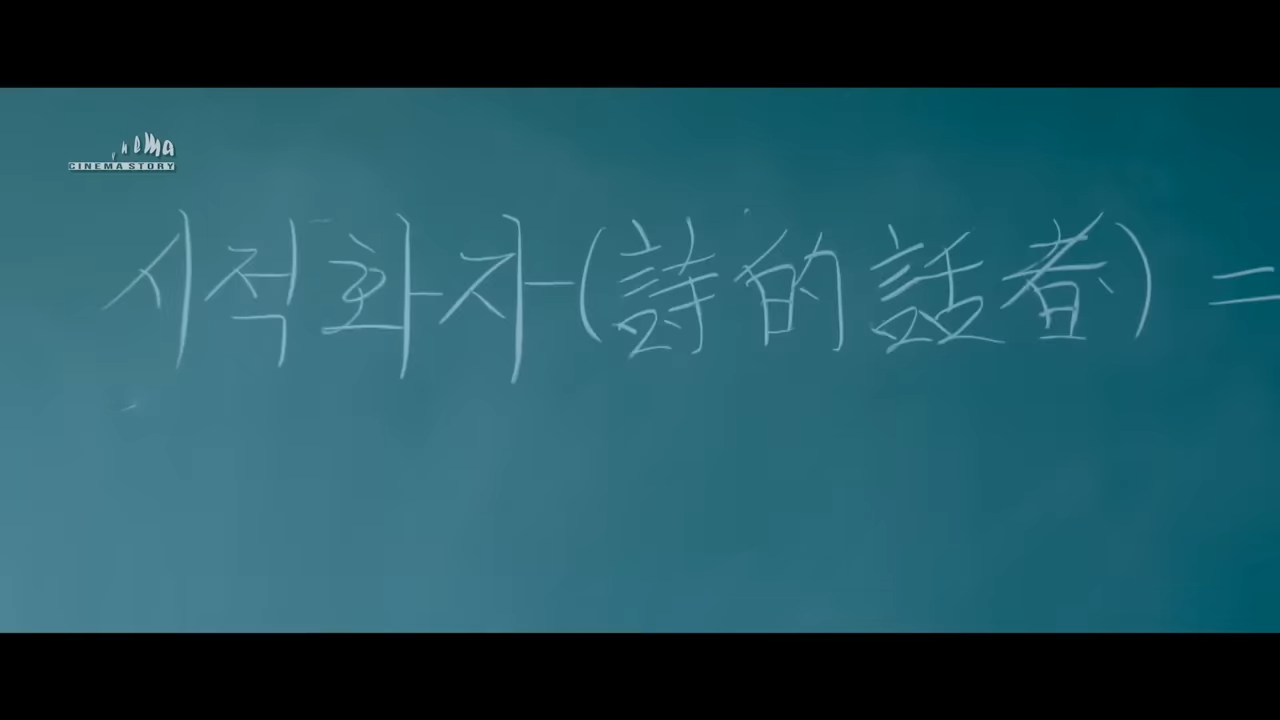 CINEMA STORY
시적 화자(詩的 話者) =